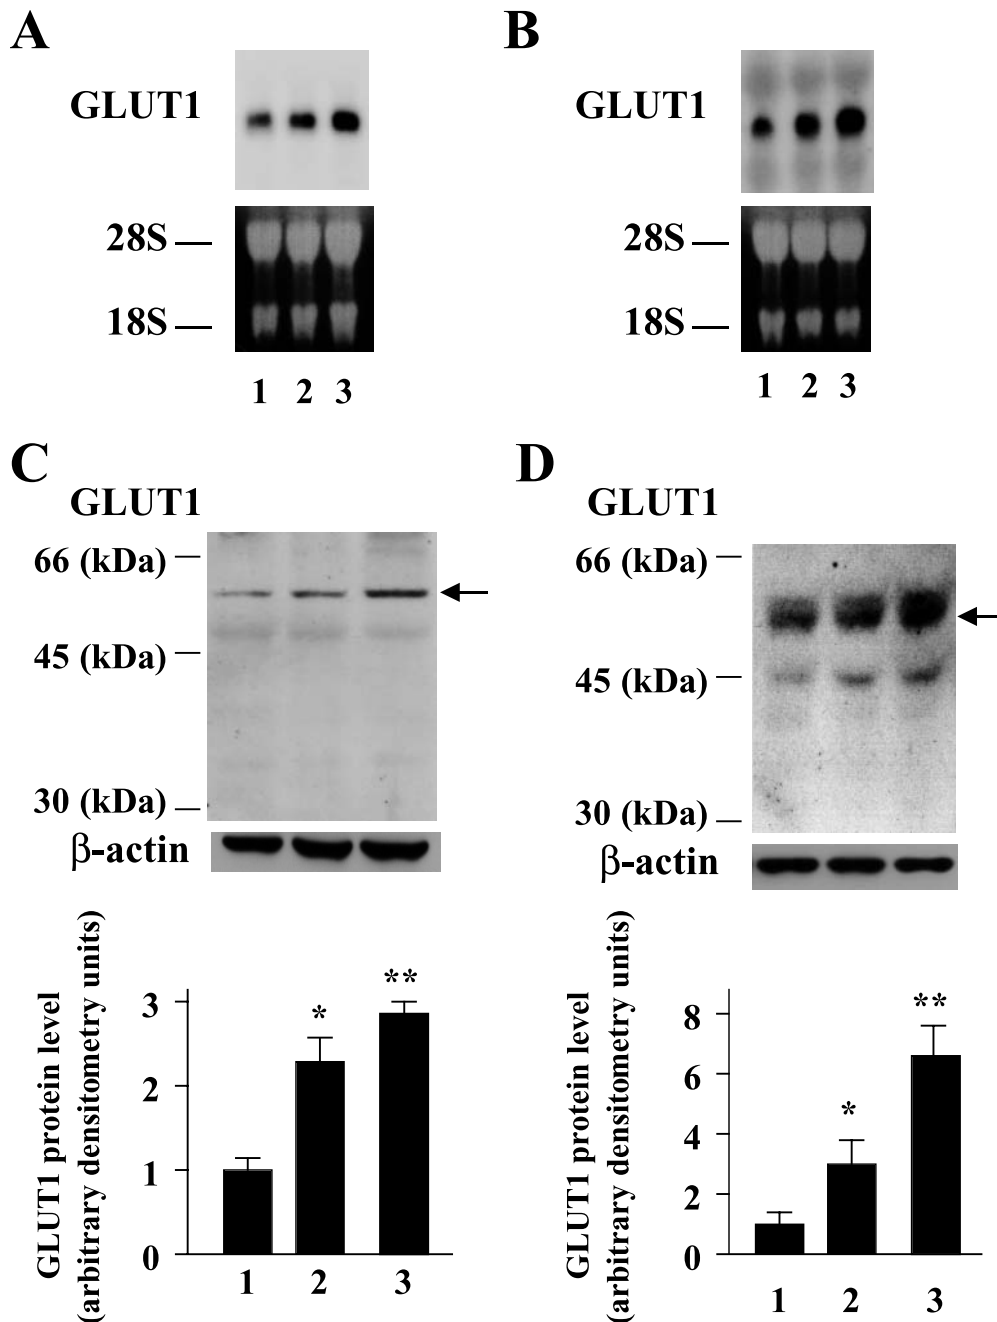 A
GLUT1
28S
18S
1 2 3
B
GLUT1
28S
18S
1 2 3
C
GLUT1
66 (kDa)
45 (kDa)
30 (kDa)
β-actin
GLUT1 protein level
(arbitrary densitometry units)
3
2
1
0
*
**
1 2 3
D
GLUT1
66 (kDa)
45 (kDa)
30 (kDa)
β-actin
GLUT1 protein level
(arbitrary densitometry units)
8
6
4
2
0
*
**
1 2 3